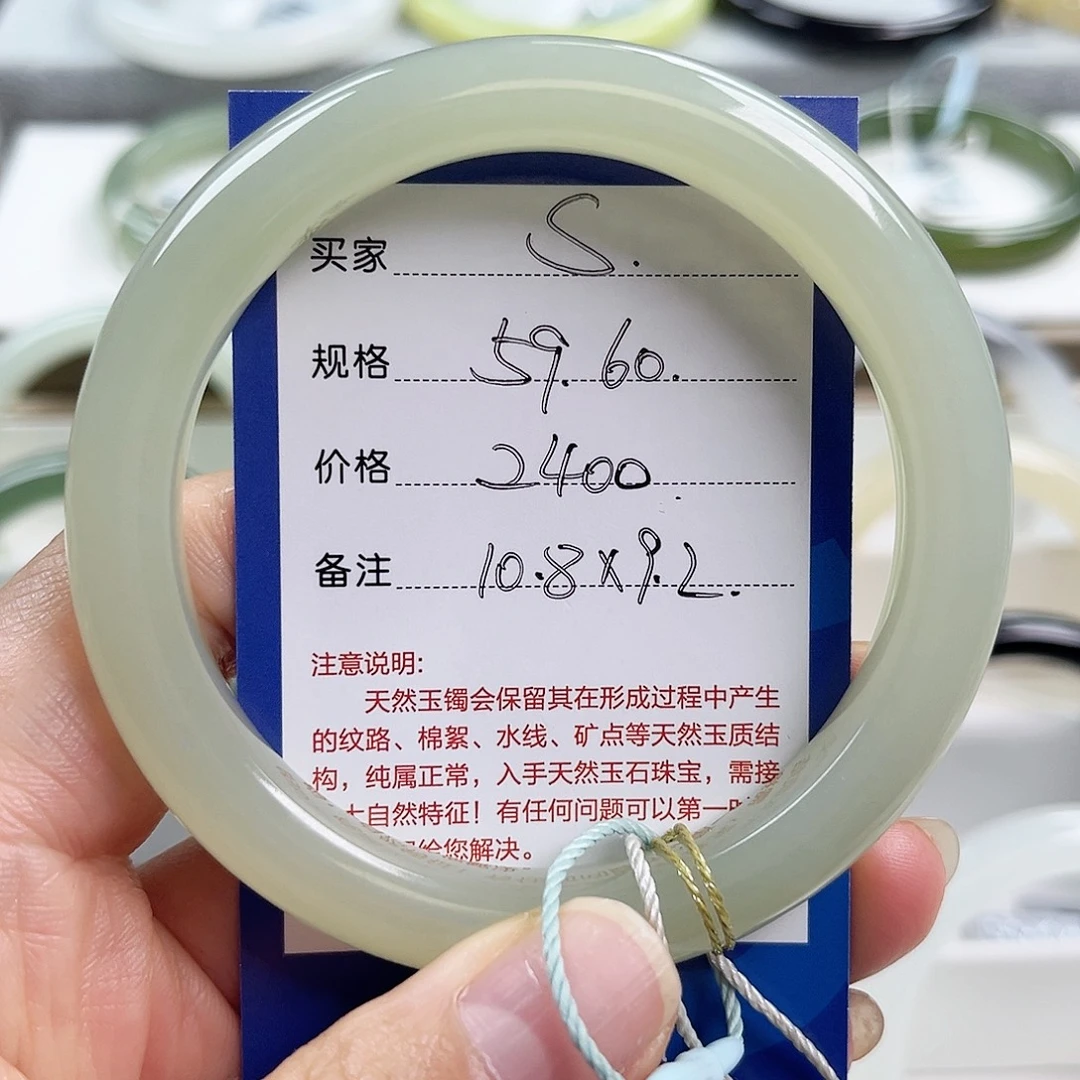 买家 S.
规格 59.60.
价格 2400
备注 10.8×9.2.
注意说明:
天然玉镯会保留其在形成过程中产生
的纹路、棉絮、水线、矿点等天然玉质结
构，纯属正常，入手天然玉石珠宝，需接
自然特征！有任何问题可以第一
给您解决。